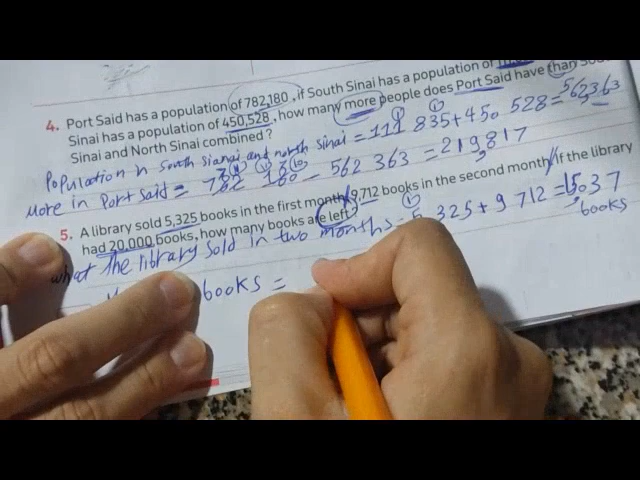 4. Port Said has a population of 782,180, if South Sinai has a population of
Sinai has a population of 450,528, how many more people does Port Said have than South
Sinai and North Sinai combined ?
Population in south sianai and north sinai = 111 835 + 450 528 = 562363
More in Port said = 782 180 - 562 363 = 219817
5. A library sold 5,325 books in the first month, 9,712 books in the second month, if the library
had 20,000 books, how many books are left?
what the library sold in two months = 5 325 + 9 712 = 15037
books
books =